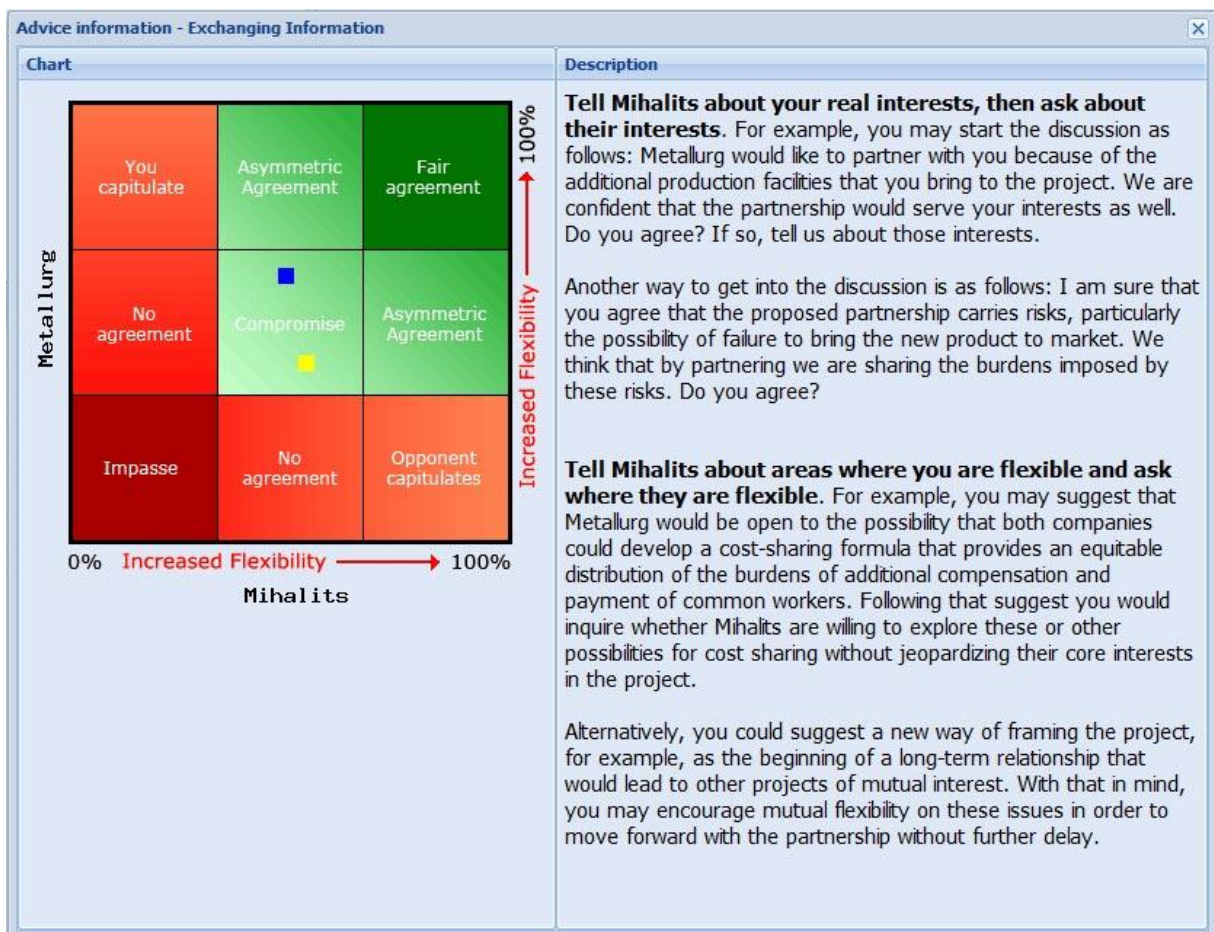 Advice information - Exchanging Information
Chart
Metallurg
You
capitulate
Asymmetric
Agreement
Fair
agreement
No
agreement
Compromise
Asymmetric
Agreement
Impasse
No
agreement
Opponent
capitulates
Increased Flexibility
100%
0% Increased Flexibility 100%
Mihalits
Description
Tell Mihalits about your real interests, then ask about
their interests. For example, you may start the discussion as
follows: Metallurg would like to partner with you because of the
additional production facilities that you bring to the project. We are
confident that the partnership would serve your interests as well.
Do you agree? If so, tell us about those interests.
Another way to get into the discussion is as follows: I am sure that
you agree that the proposed partnership carries risks, particularly
the possibility of failure to bring the new product to market. We
think that by partnering we are sharing the burdens imposed by
these risks. Do you agree?
Tell Mihalits about areas where you are flexible and ask
where they are flexible. For example, you may suggest that
Metallurg would be open to the possibility that both companies
could develop a cost-sharing formula that provides an equitable
distribution of the burdens of additional compensation and
payment of common workers. Following that suggest you would
inquire whether Mihalits are willing to explore these or other
possibilties for cost sharing without jeopardizing their core interests
in the project.
Alternatively, you could suggest a new way of framing the project,
for example, as the beginning of a long-term relationship that
would lead to other projects of mutual interest. With that in mind,
you may encourage mutual flexibility on these issues in order to
move forward with the partnership without further delay.